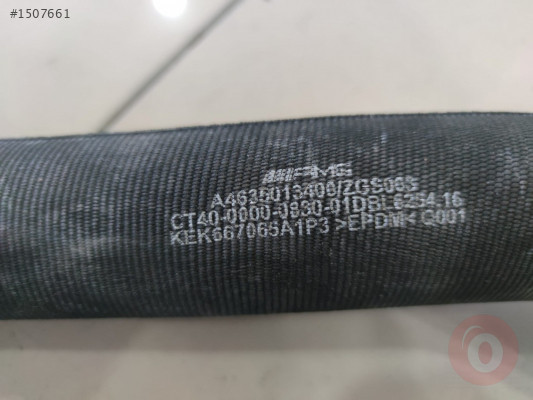 #1507661
AMG
A4635013400/ZGS003
CT40-0000-0830-01DBL6254.16
KEK667065A1P3 >EPDM< Q001